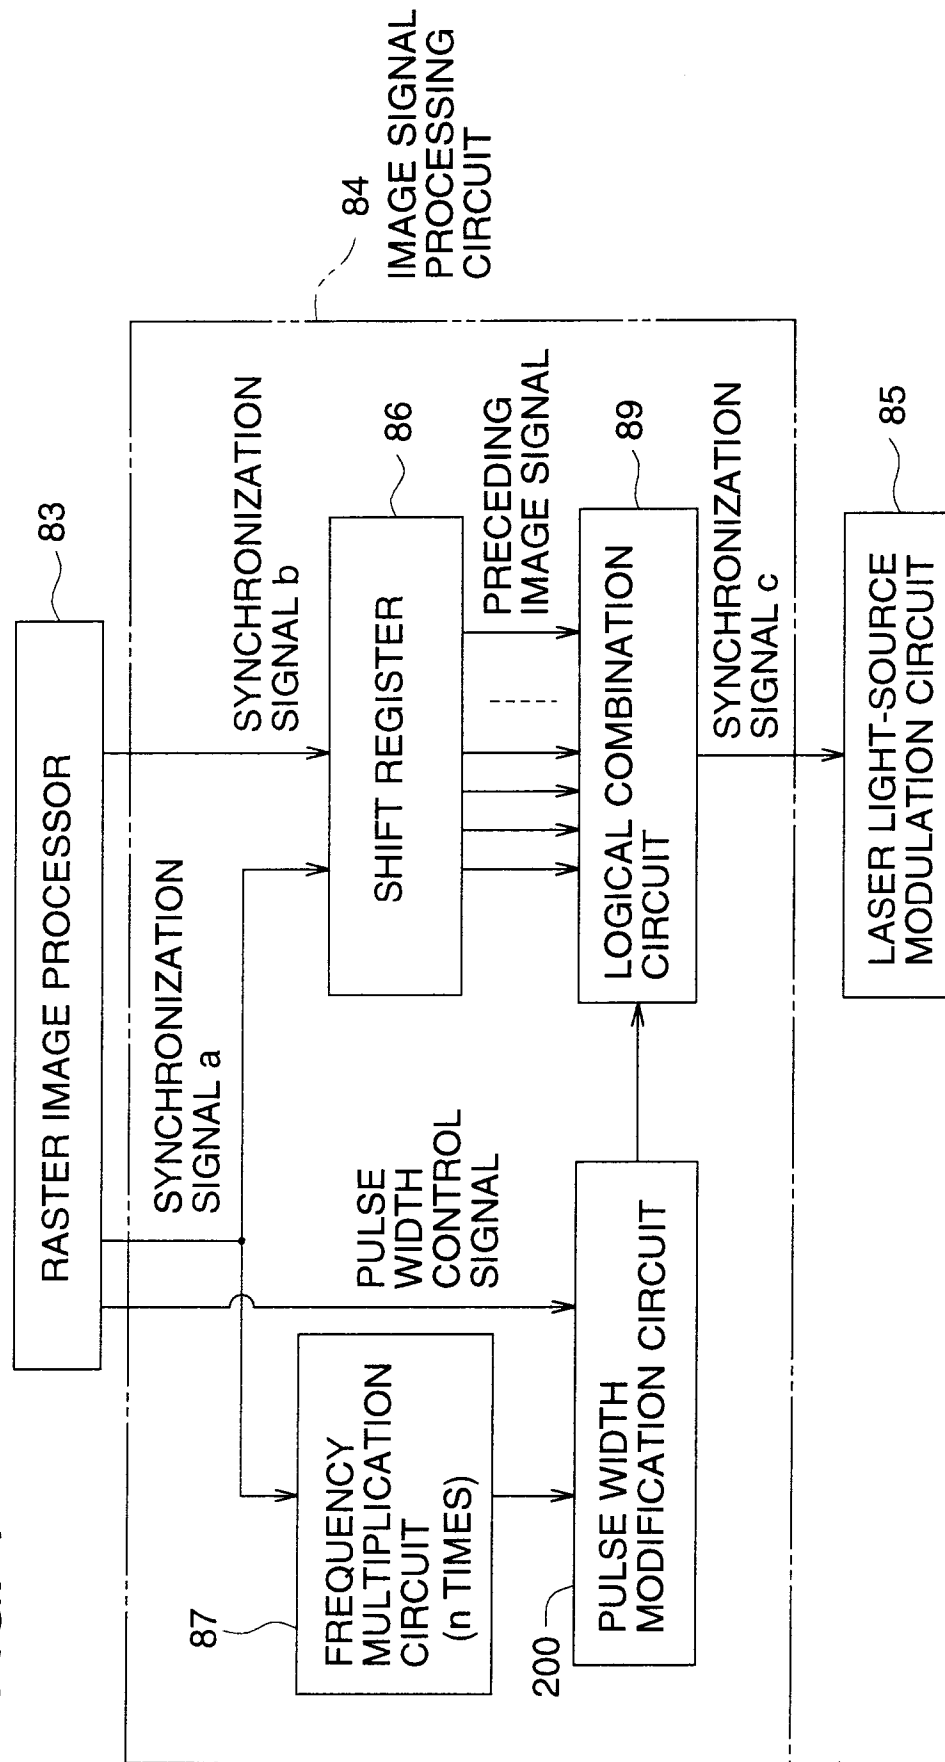 83
RASTER IMAGE PROCESSOR
84
IMAGE SIGNAL
PROCESSING
CIRCUIT
SYNCHRONIZATION
SIGNAL a
SYNCHRONIZATION
SIGNAL b
87
FREQUENCY
MULTIPLICATION
CIRCUIT
(n TIMES)
PULSE
WIDTH
CONTROL
SIGNAL
86
SHIFT REGISTER
PRECEDING
IMAGE SIGNAL
200
PULSE WIDTH
MODIFICATION CIRCUIT
89
LOGICAL COMBINATION
CIRCUIT
SYNCHRONIZATION
SIGNAL c
85
LASER LIGHT-SOURCE
MODULATION CIRCUIT